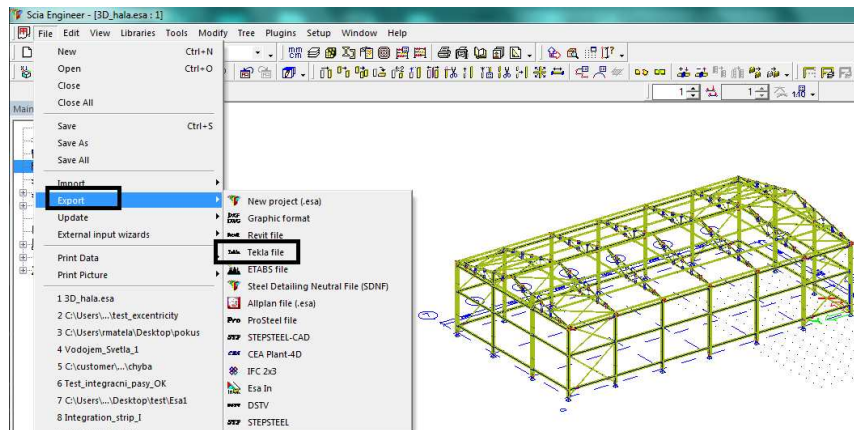 Scia Engineer - [3D_hala.esa : 1]
File Edit View Libraries Tools Modify Tree Plugins Setup Window Help
New Ctrl+N
Open Ctrl+O
Close
Close All
Main
Save Ctrl+S
Save As
Save All
Import
Export
Update
External input wizards
Print Data
Print Picture
1 3D_hala.esa
2 C:\Users\...\test_excentricity
3 C:\Users\rmatela\Desktop\pokus
4 Vodojem_Svetla_1
5 C:\customer\...\chyba
6 Test_integracni_pasy_OK
7 C:\Users\...\Desktop\test\Esa1
8 Integration_strip_I
New project (.esa)
Graphic format
Revit file
Tekla file
ETABS file
Steel Detailing Neutral File (SDNF)
Allplan file (.esa)
Pro ProSteel file
STEPSTEEL-CAD
CEA Plant-4D
IFC 2x3
Esa In
DSTV
STEPSTEEL
1
1